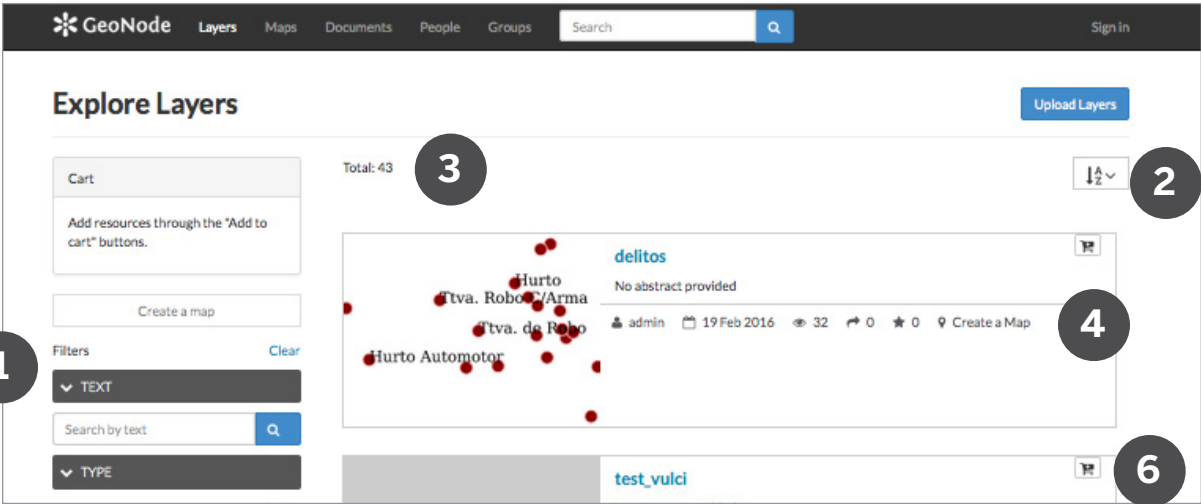 GeoNode Layers Maps Documents People Groups Search Sign in
Explore Layers
Upload Layers
Cart
Add resources through the "Add to
cart" buttons.
Create a map
Filters Clear
1
TEXT
Search by text
TYPE
Total: 43
3
A
Z
2
Hurto
Ttva. Robo C/Arma
Ttva. de Robo
Hurto Automotor
delitos
No abstract provided
admin 19 Feb 2016 32 0 0 Create a Map
4
test_vulci
6